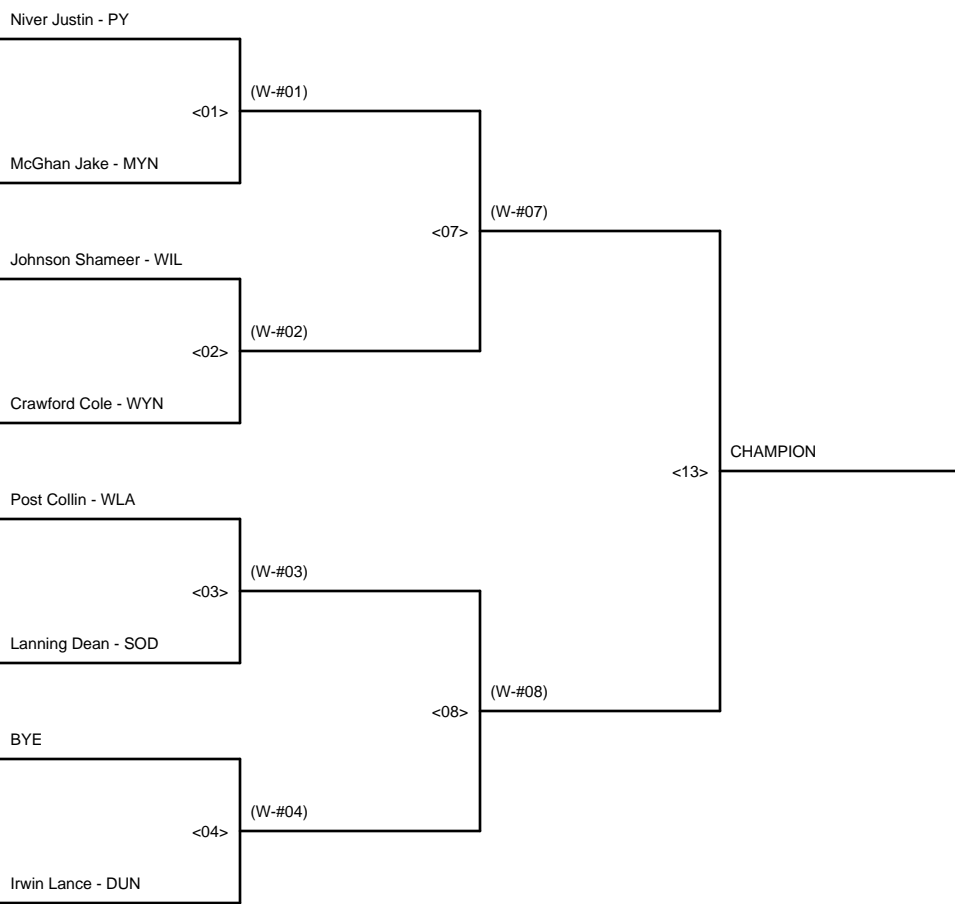 Niver Justin - PY
(W-#01)
<01>
McGhan Jake - MYN
(W-#07)
<07>
Johnson Shameer - WIL
(W-#02)
<02>
Crawford Cole - WYN
CHAMPION
<13>
Post Collin - WLA
(W-#03)
<03>
Lanning Dean - SOD
(W-#08)
<08>
BYE
(W-#04)
<04>
Irwin Lance - DUN